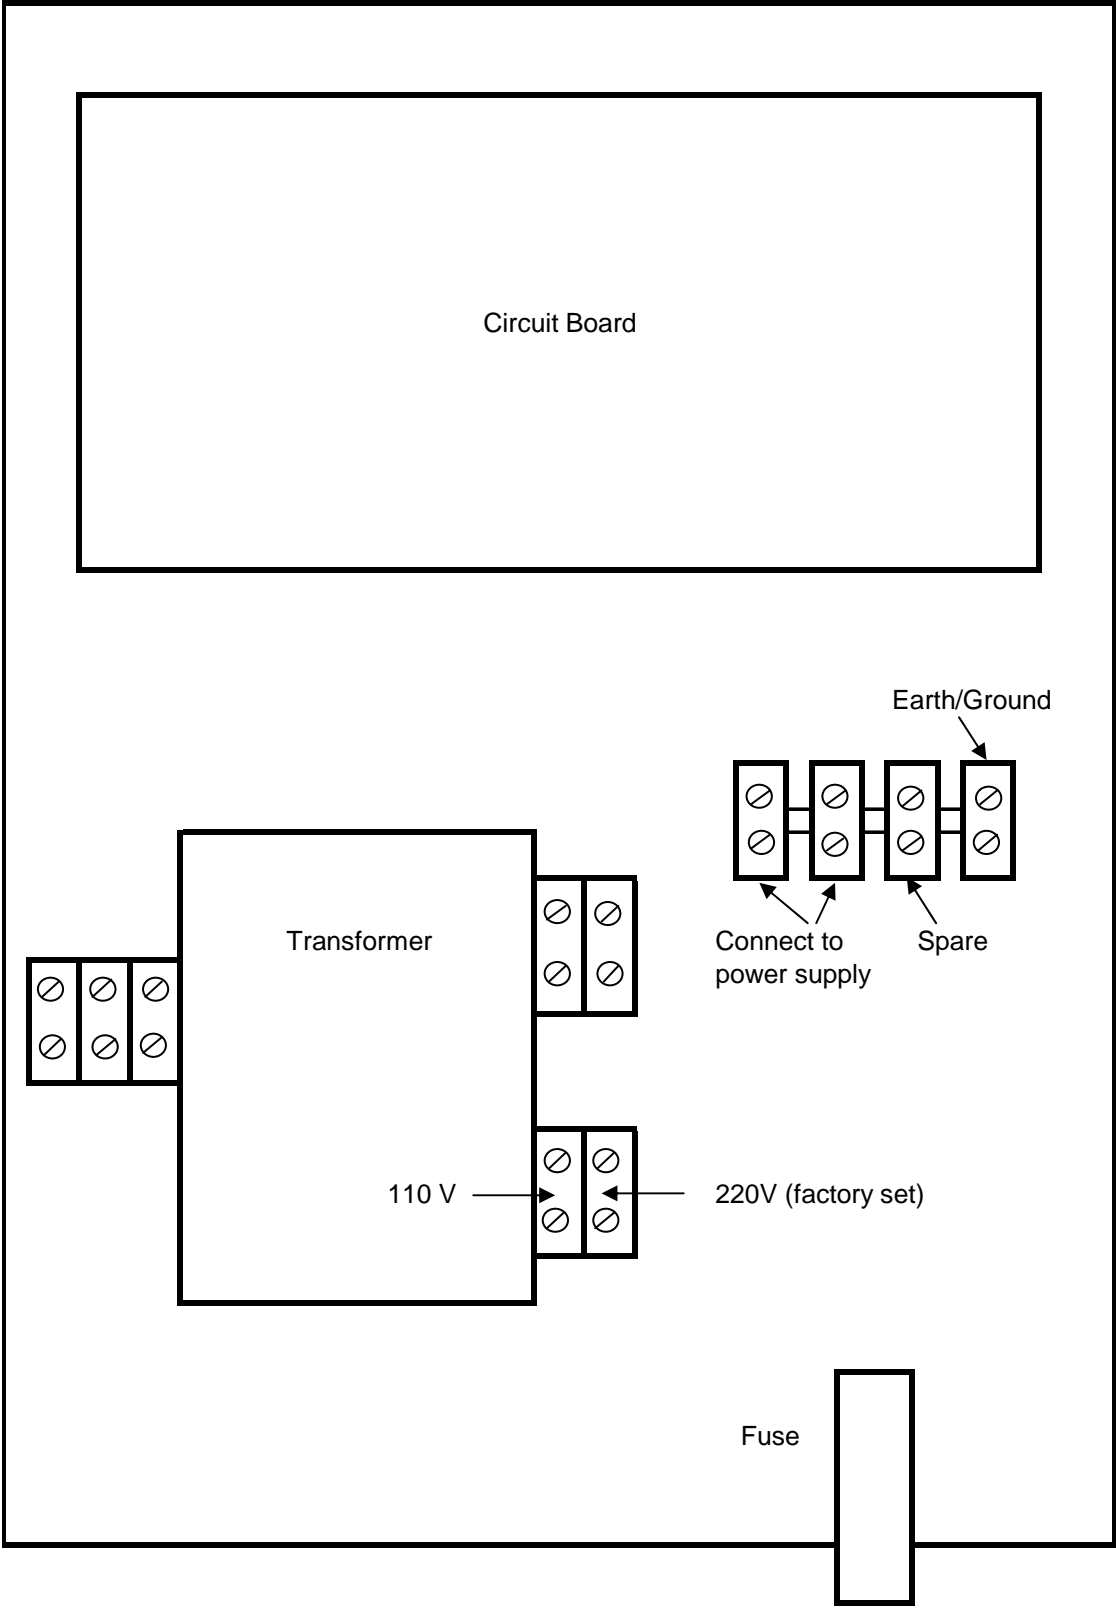 Circuit Board
Earth/Ground
Transformer
Connect to
power supply
Spare
110 V
220V (factory set)
Fuse